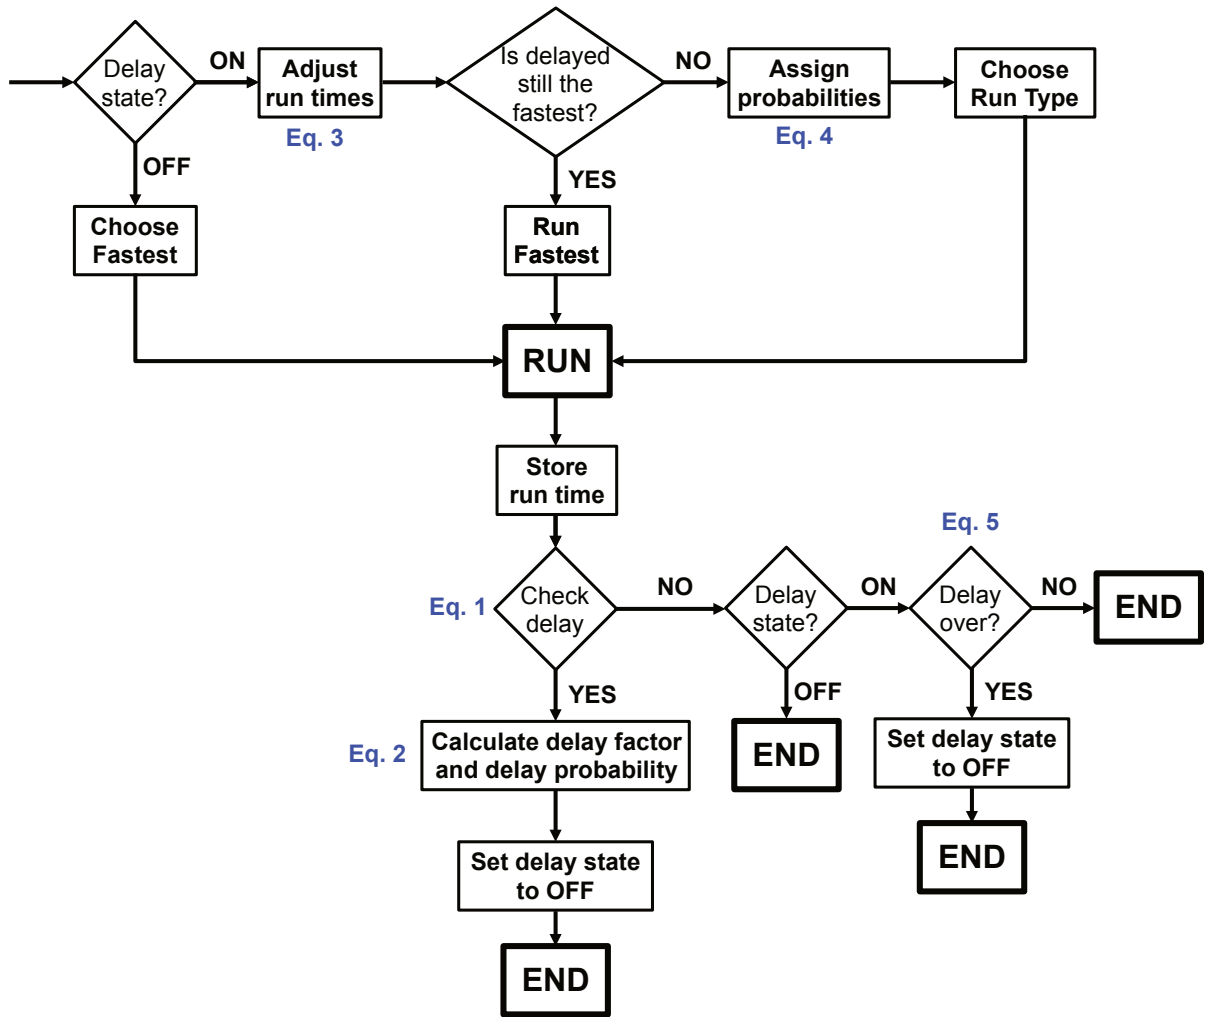 Delay
state?
ON
Adjust
run times
Eq. 3
Is delayed
still the
fastest?
NO
Assign
probabilities
Eq. 4
Choose
Run Type
OFF
Choose
Fastest
YES
Run
Fastest
RUN
Store
run time
Eq. 1
Check
delay
NO
Delay
state?
ON
Eq. 5
Delay
over?
NO
END
YES
OFF
YES
Eq. 2
Calculate delay factor
and delay probability
END
Set delay state
to OFF
END
Set delay state
to OFF
END